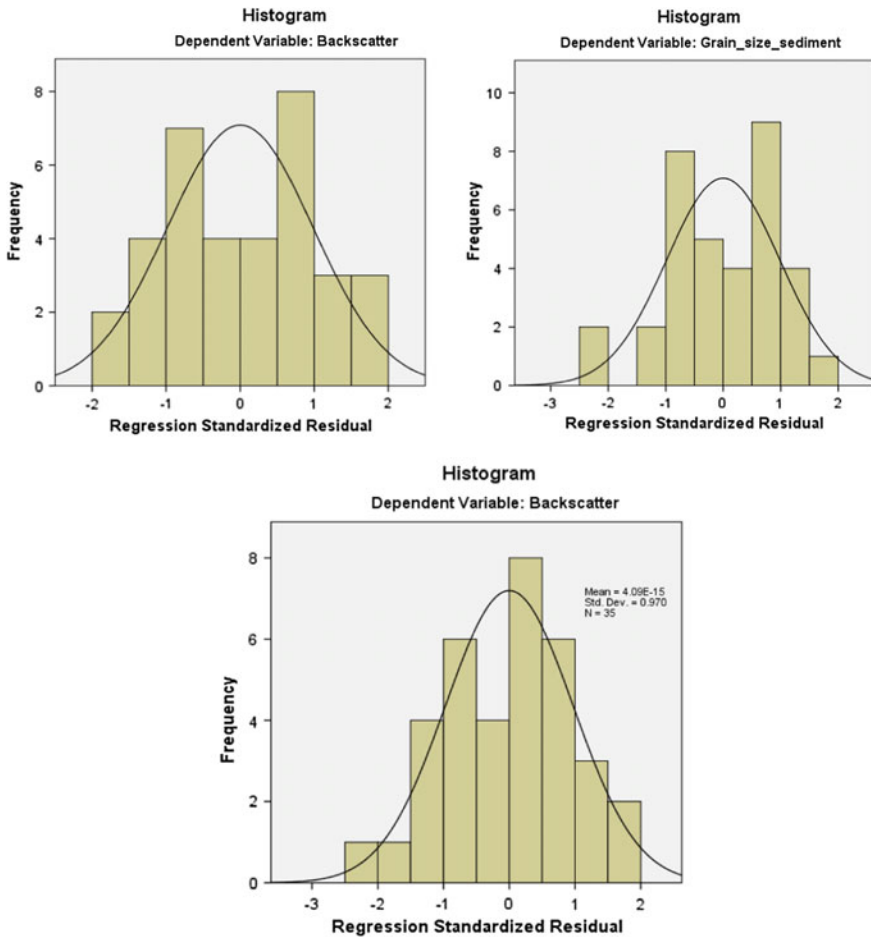 Histogram
Dependent Variable: Backscatter
Frequency
8
6
4
2
0
-2
-1
0
1
2
Regression Standardized Residual
Histogram
Dependent Variable: Grain_size_sediment
Frequency
10
8
6
4
2
0
-3
-2
-1
0
1
2
Regression Standardized Residual
Histogram
Dependent Variable: Backscatter
Mean = 4.09E-15
Std. Dev. = 0.970
N = 35
Frequency
8
6
4
2
0
-3
-2
-1
0
1
2
Regression Standardized Residual